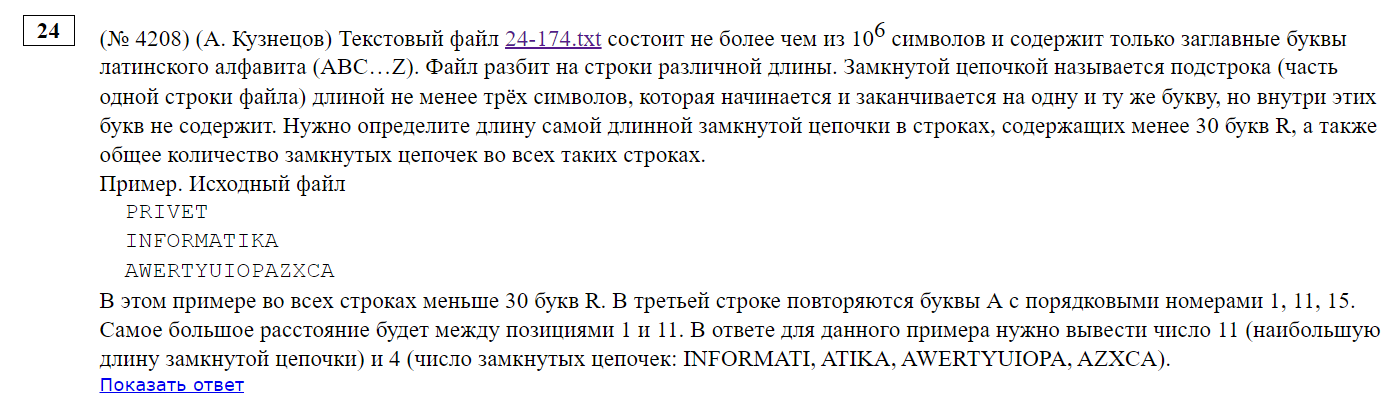 24
(№ 4208) (А. Кузнецов) Текстовый файл 24-174.txt состоит не более чем из 10^6 символов и содержит только заглавные буквы
латинского алфавита (ABC…Z). Файл разбит на строки различной длины. Замкнутой цепочкой называется подстрока (часть
одной строки файла) длиной не менее трёх символов, которая начинается и заканчивается на одну и ту же букву, но внутри этих
букв не содержит. Нужно определите длину самой длинной замкнутой цепочки в строках, содержащих менее 30 букв R, а также
общее количество замкнутых цепочек во всех таких строках.
Пример. Исходный файл
PRIVET
INFORMATIKA
AWERTYUIOPAZXCA
В этом примере во всех строках меньше 30 букв R. В третьей строке повторяются буквы A с порядковыми номерами 1, 11, 15.
Самое большое расстояние будет между позициями 1 и 11. В ответе для данного примера нужно вывести число 11 (наибольшую
длину замкнутой цепочки) и 4 (число замкнутых цепочек: INFORMATI, ATIKA, AWERTYUIOPA, AZXCA).
Показать ответ